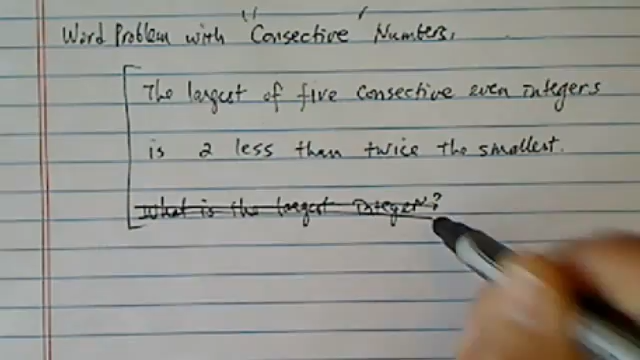 Word Problem with "Consective" Numbers.
The largest of five consective even integers
is 2 less than twice the smallest.
What is the largest integer?